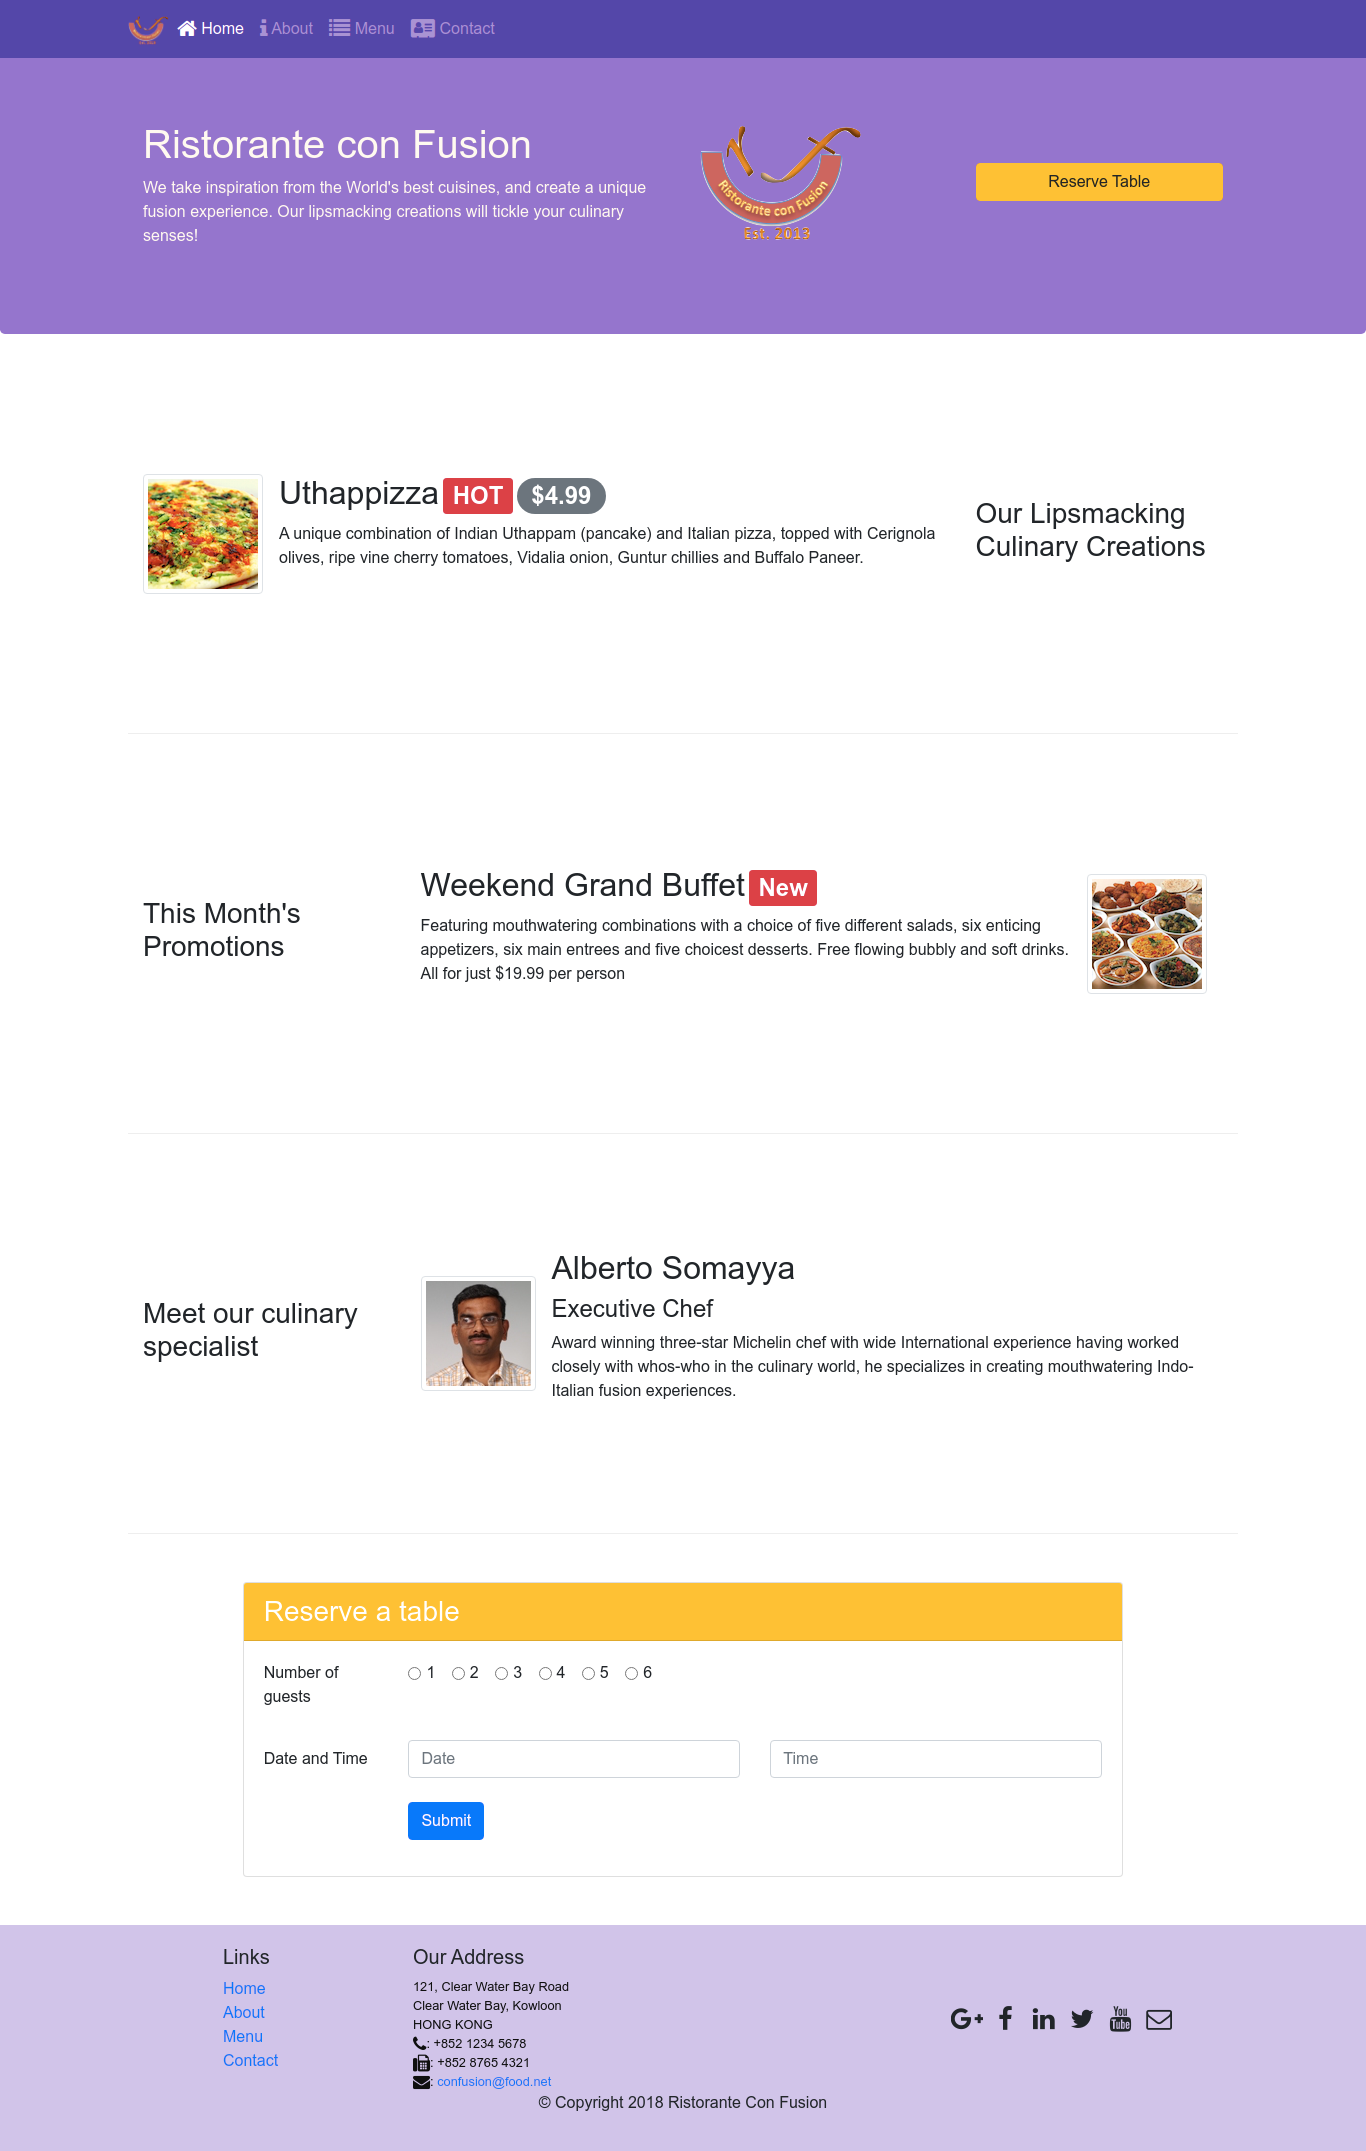 Home About Menu Contact
Ristorante con Fusion
We take inspiration from the World's best cuisines, and create a unique
fusion experience. Our lipsmacking creations will tickle your culinary
senses!
Ristorante con Fusion
Est. 2013
Reserve Table
Uthappizza HOT $4.99
A unique combination of Indian Uthappam (pancake) and Italian pizza, topped with Cerignola
olives, ripe vine cherry tomatoes, Vidalia onion, Guntur chillies and Buffalo Paneer.
Our Lipsmacking
Culinary Creations
This Month's
Promotions
Weekend Grand Buffet New
Featuring mouthwatering combinations with a choice of five different salads, six enticing
appetizers, six main entrees and five choicest desserts. Free flowing bubbly and soft drinks.
All for just $19.99 per person
Meet our culinary
specialist
Alberto Somayya
Executive Chef
Award winning three-star Michelin chef with wide International experience having worked
closely with whos-who in the culinary world, he specializes in creating mouthwatering Indo-
Italian fusion experiences.
Reserve a table
Number of
guests
1 2 3 4 5 6
Date and Time
Date
Time
Submit
Links
Home
About
Menu
Contact
Our Address
121, Clear Water Bay Road
Clear Water Bay, Kowloon
HONG KONG
: +852 1234 5678
: +852 8765 4321
: confusion@food.net
You
Tube
© Copyright 2018 Ristorante Con Fusion